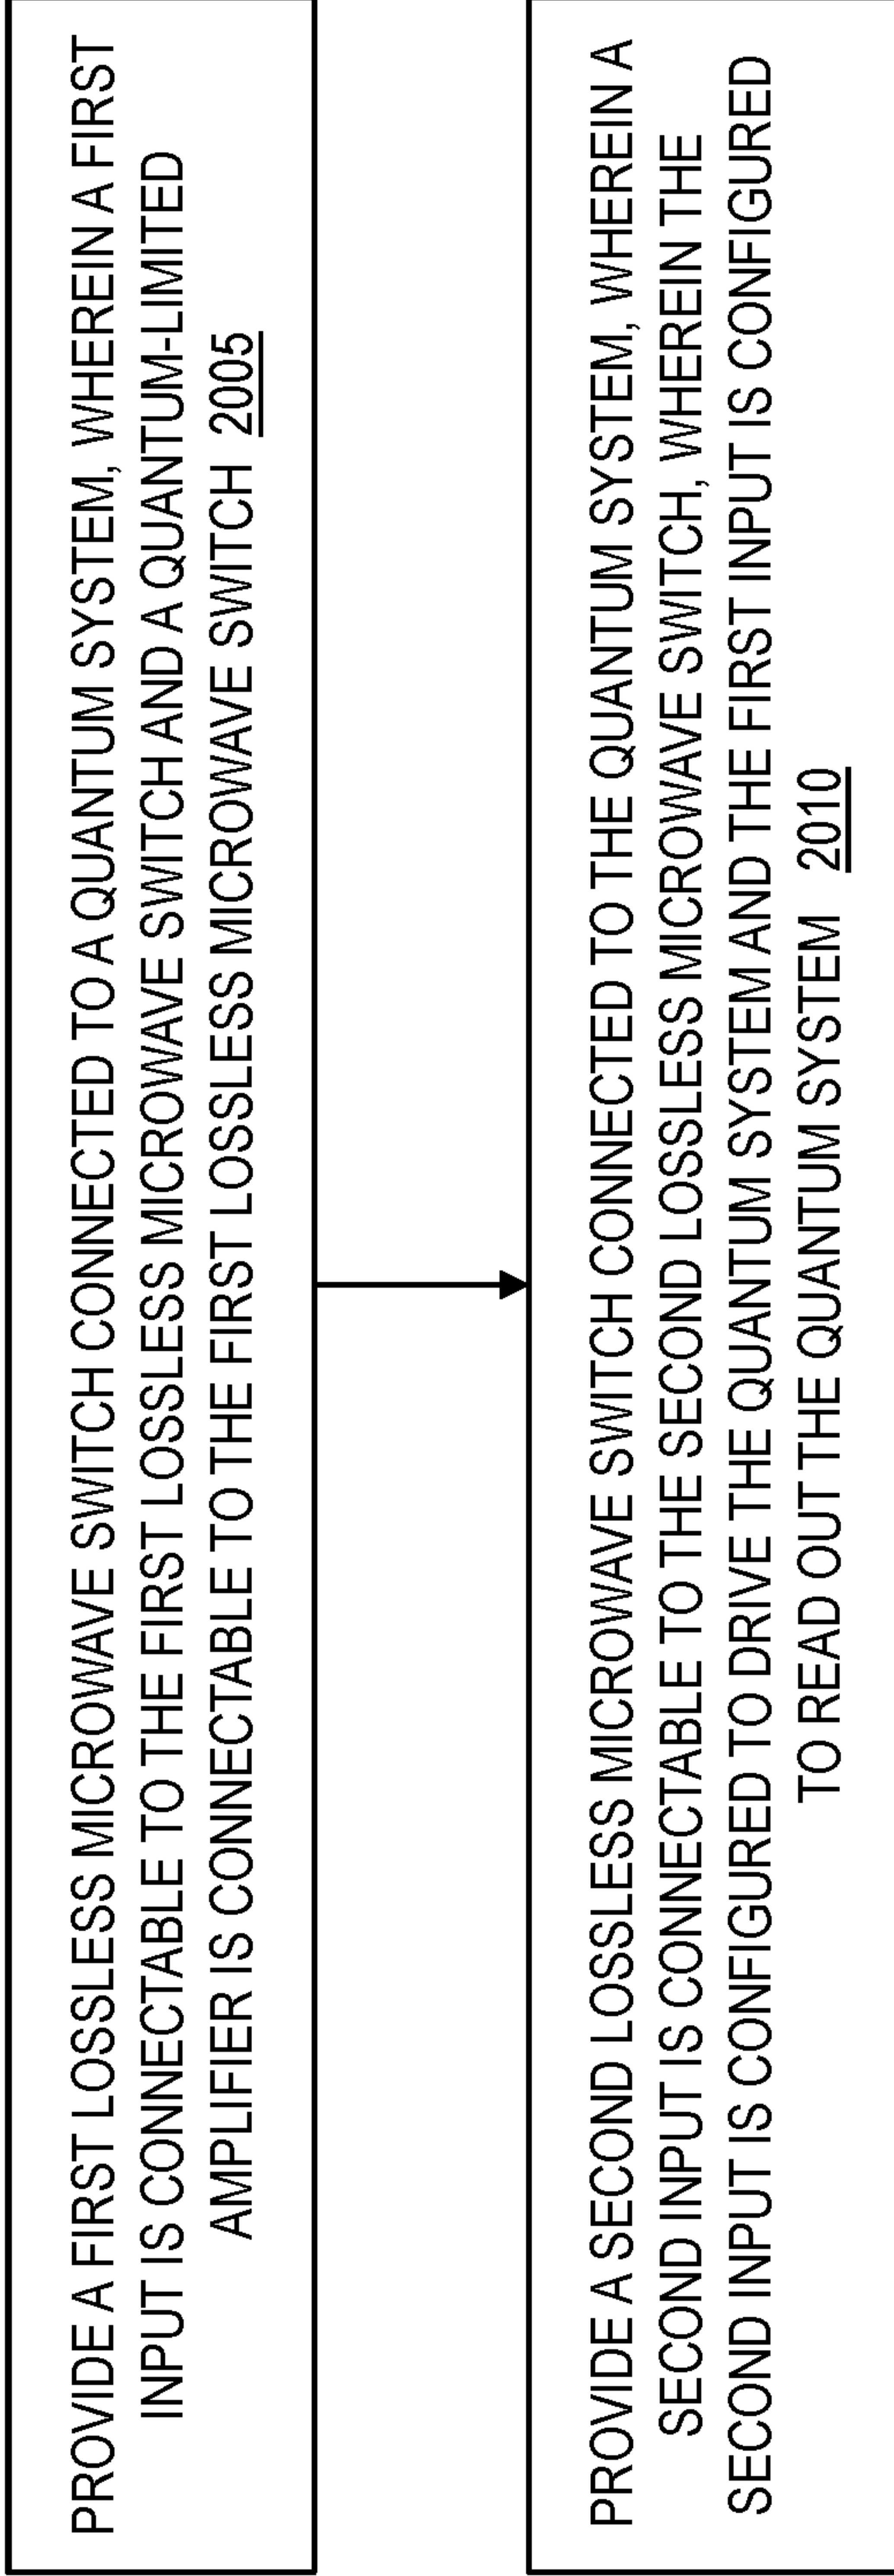 PROVIDE A FIRST LOSSLESS MICROWAVE SWITCH CONNECTED TO A QUANTUM SYSTEM, WHEREIN A FIRST
INPUT IS CONNECTABLE TO THE FIRST LOSSLESS MICROWAVE SWITCH AND A QUANTUM-LIMITED
AMPLIFIER IS CONNECTABLE TO THE FIRST LOSSLESS MICROWAVE SWITCH 2005
PROVIDE A SECOND LOSSLESS MICROWAVE SWITCH CONNECTED TO THE QUANTUM SYSTEM, WHEREIN A
SECOND INPUT IS CONNECTABLE TO THE SECOND LOSSLESS MICROWAVE SWITCH, WHEREIN THE
SECOND INPUT IS CONFIGURED TO DRIVE THE QUANTUM SYSTEM AND THE FIRST INPUT IS CONFIGURED
TO READ OUT THE QUANTUM SYSTEM 2010